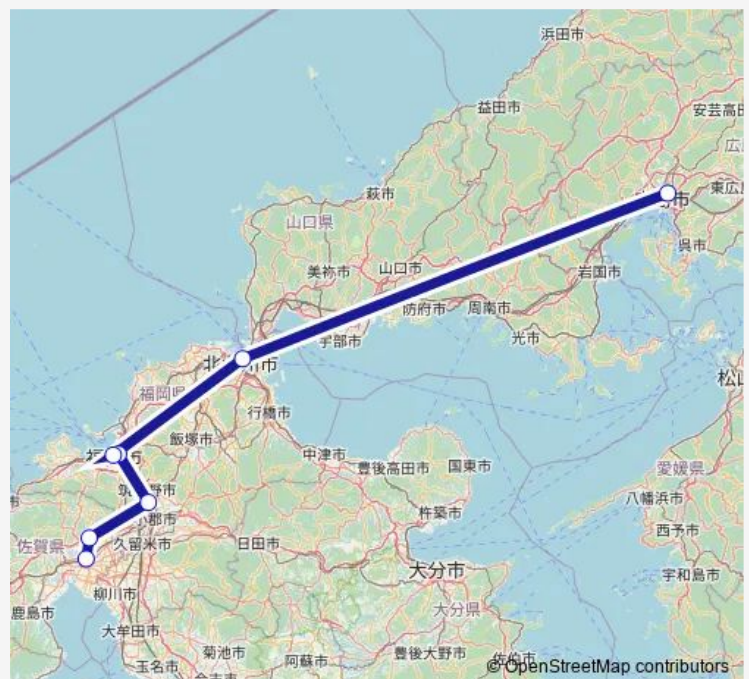 浜田市
益田市
安芸高田
広
萩市
東広
山口県
呉市
美祢市
山口市
岩国市
防府市
周南市
宇部市
光市
松山
福岡県
行橋市
飯塚市
中津市
豊後高田市
国東市
愛媛県
八幡浜市
杵築市
西予市
小郡市
佐賀県
久留米市
日田市
大分市
宇和島市
柳川市
鹿島市
大分県
大牟田市
菊池市
阿蘇市
豊後大野市
玉名市
© OpenStreetMap contributors